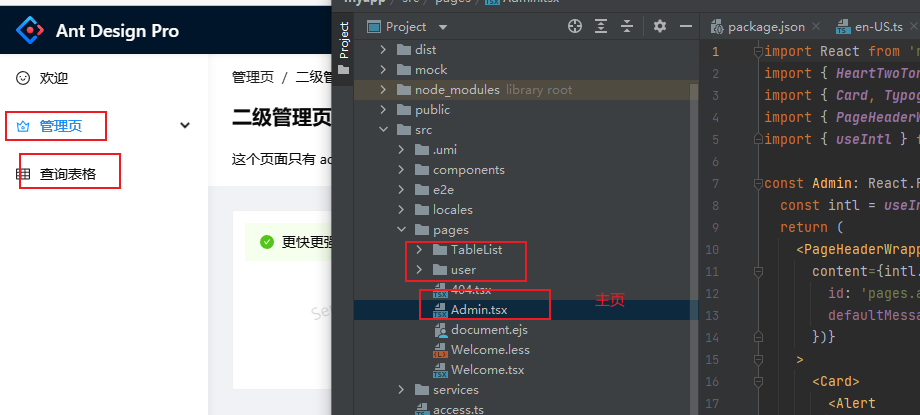 Ant Design Pro
欢迎
管理页
查询表格
管理页 / 二级管
二级管理页
这个页面只有
更快更强
myapp src pages Admin.tsx
Project
Project
dist
mock
node_modules library root
public
src
.umi
components
e2e
locales
pages
TableList
user
404.tsx
Admin.tsx
主页
document.ejs
Welcome.less
Welcome.tsx
services
access.ts
package.json
en-US.ts
1 import React from
2 import { HeartTwoTon
3 import { Card, Typog
4 import { PageHeaderW
5 import { useIntl }
6
7 const Admin: React.F
8 const intl = useIn
9 return (
10 <PageHeaderWrapp
11 content={intl.
12 id: 'pages.a
13 defaultMessa
14 })}
15 >
16 <Card>
17 <Alert